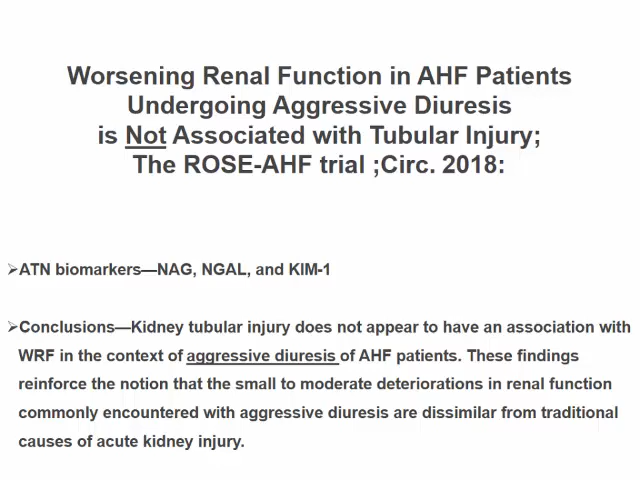 Worsening Renal Function in AHF Patients
Undergoing Aggressive Diuresis
is Not Associated with Tubular Injury;
The ROSE-AHF trial ;Circ. 2018:
➢ATN biomarkers—NAG, NGAL, and KIM-1
➢Conclusions—Kidney tubular injury does not appear to have an association with
WRF in the context of aggressive diuresis of AHF patients. These findings
reinforce the notion that the small to moderate deteriorations in renal function
commonly encountered with aggressive diuresis are dissimilar from traditional
causes of acute kidney injury.